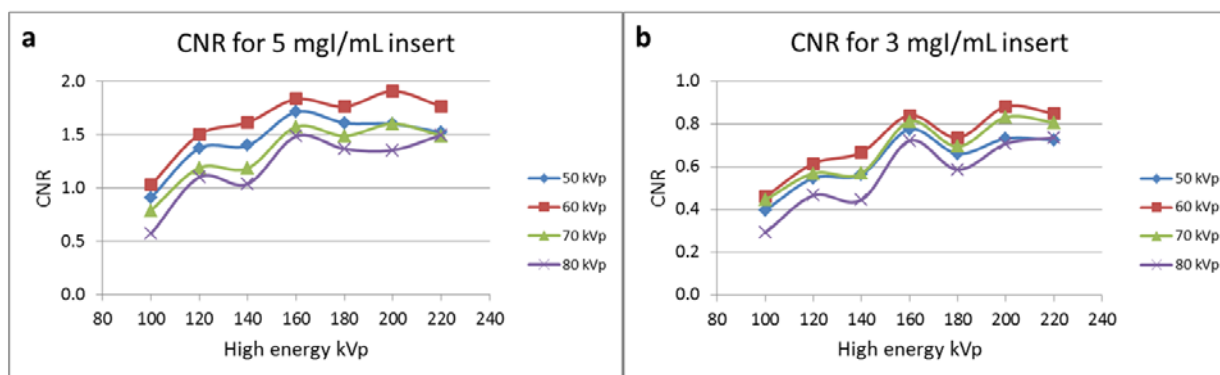 a
CNR for 5 mgI/mL insert
2.0
1.5
1.0
0.5
0.0
CNR
80 100 120 140 160 180 200 220 240
High energy kVp
50 kVp
60 kVp
70 kVp
80 kVp
b
CNR for 3 mgI/mL insert
1.0
0.8
0.6
0.4
0.2
0.0
CNR
80 100 120 140 160 180 200 220 240
High energy kVp
50 kVp
60 kVp
70 kVp
80 kVp